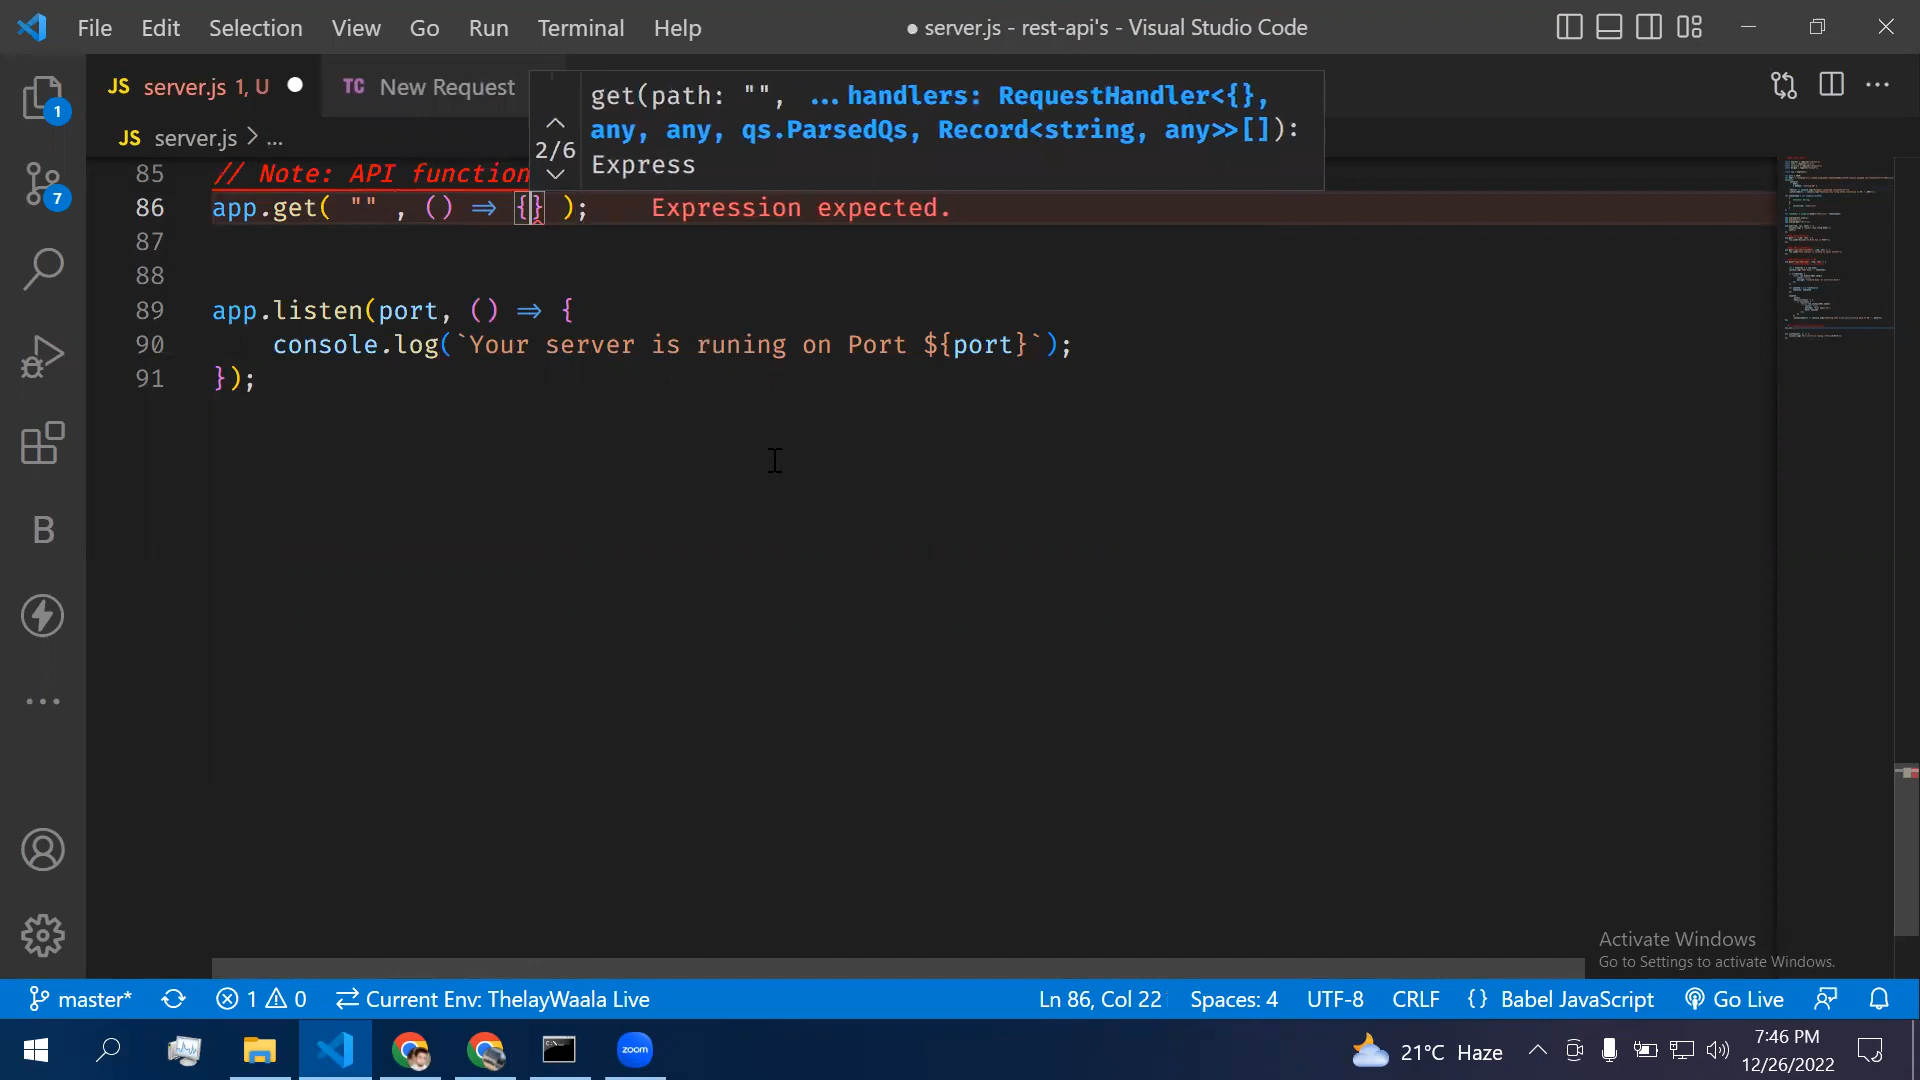 File Edit Selection View Go Run Terminal Help
● server.js - rest-api's - Visual Studio Code
JS server.js 1, U ●
TC New Request
JS server.js > ...
get(path: "", ...handlers: RequestHandler<{},
any, any, qs.ParsedQs, Record<string, any>>[]):
Express
2/6
85 // Note: API function
86 app.get( "" , () => {} ); Expression expected.
87
88
89 app.listen(port, () => {
90 console.log(`Your server is runing on Port ${port}`);
91 });
1
7
B
Activate Windows
Go to Settings to activate Windows.
master* 1 0 Current Env: ThelayWaala Live
Ln 86, Col 22 Spaces: 4 UTF-8 CRLF {} Babel JavaScript Go Live
zoom
21°C Haze
7:46 PM
12/26/2022